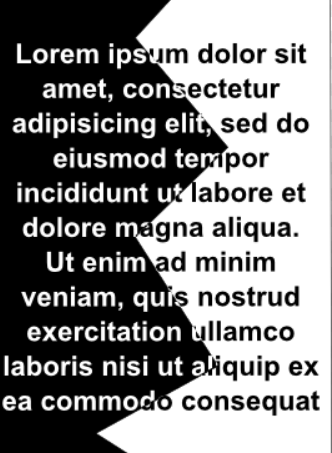 Lorem ipsum dolor sit
amet, consectetur
adipisicing elit, sed do
eiusmod tempor
incididunt ut labore et
dolore magna aliqua.
Ut enim ad minim
veniam, quis nostrud
exercitation ullamco
laboris nisi ut aliquip ex
ea commodo consequat